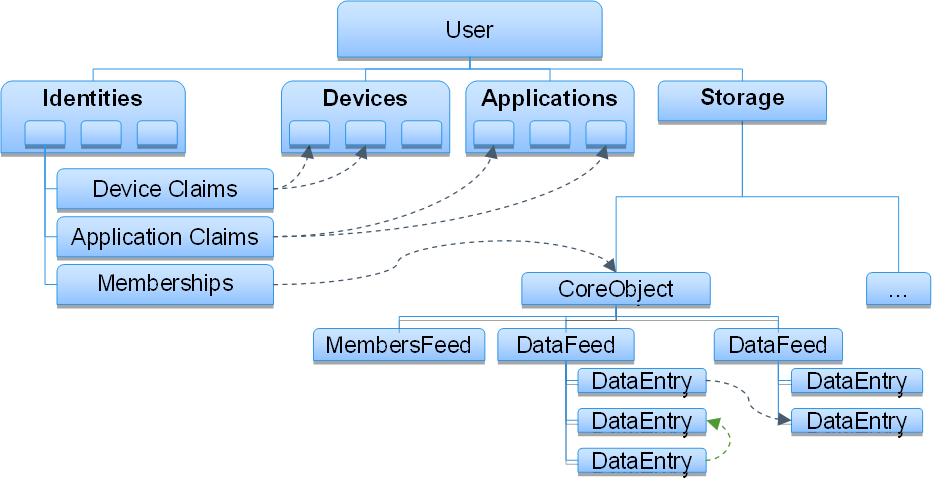 User
Identities
Devices
Applications
Storage
Device Claims
Application Claims
Memberships
CoreObject
...
MembersFeed
DataFeed
DataFeed
DataEntry
DataEntry
DataEntry
DataEntry
DataEntry